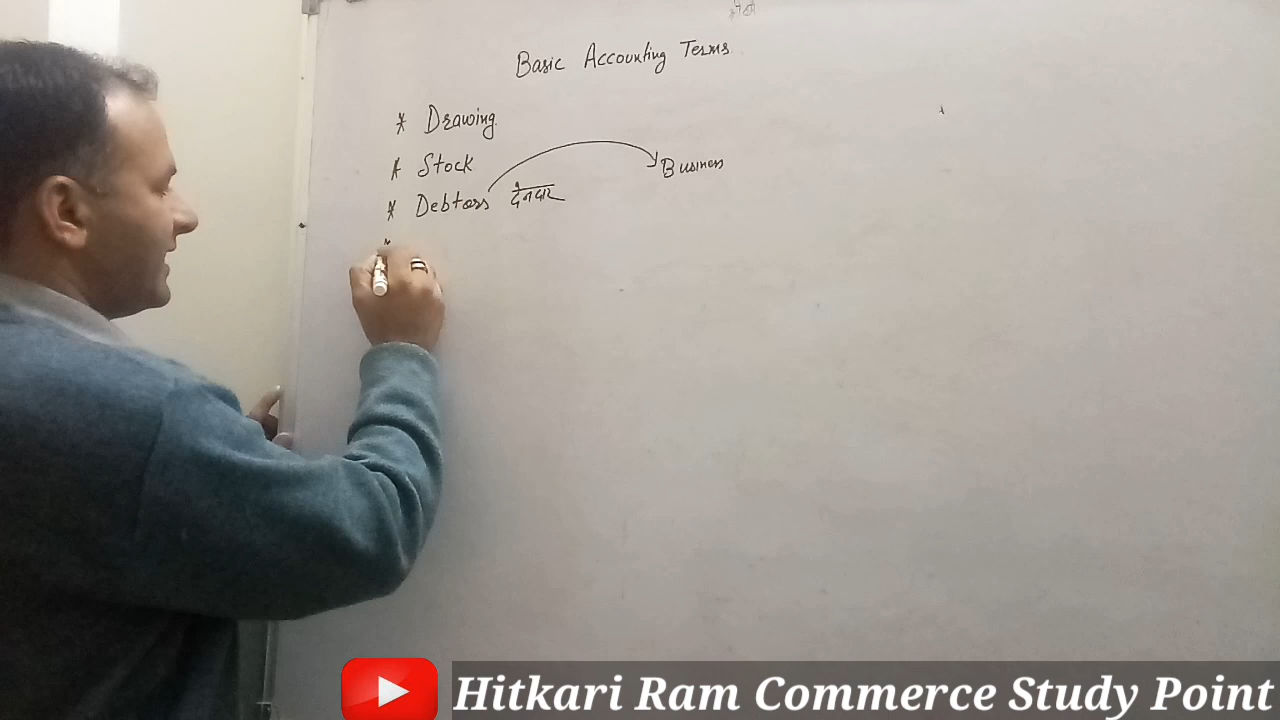 Basic Accounting Terms
* Drawing
* Stock
Business
* Debtors देनदार
*
Hitkari Ram Commerce Study Point